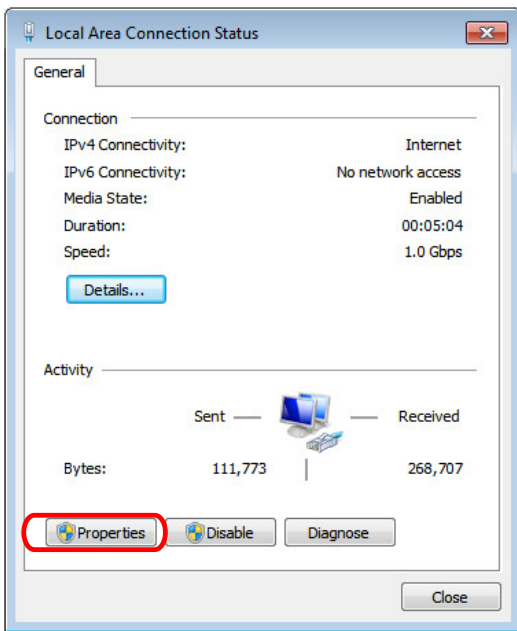 Local Area Connection Status
General
Connection
IPv4 Connectivity: Internet
IPv6 Connectivity: No network access
Media State: Enabled
Duration: 00:05:04
Speed: 1.0 Gbps
Details...
Activity
Sent Received
Bytes: 111,773 268,707
Properties Disable Diagnose
Close